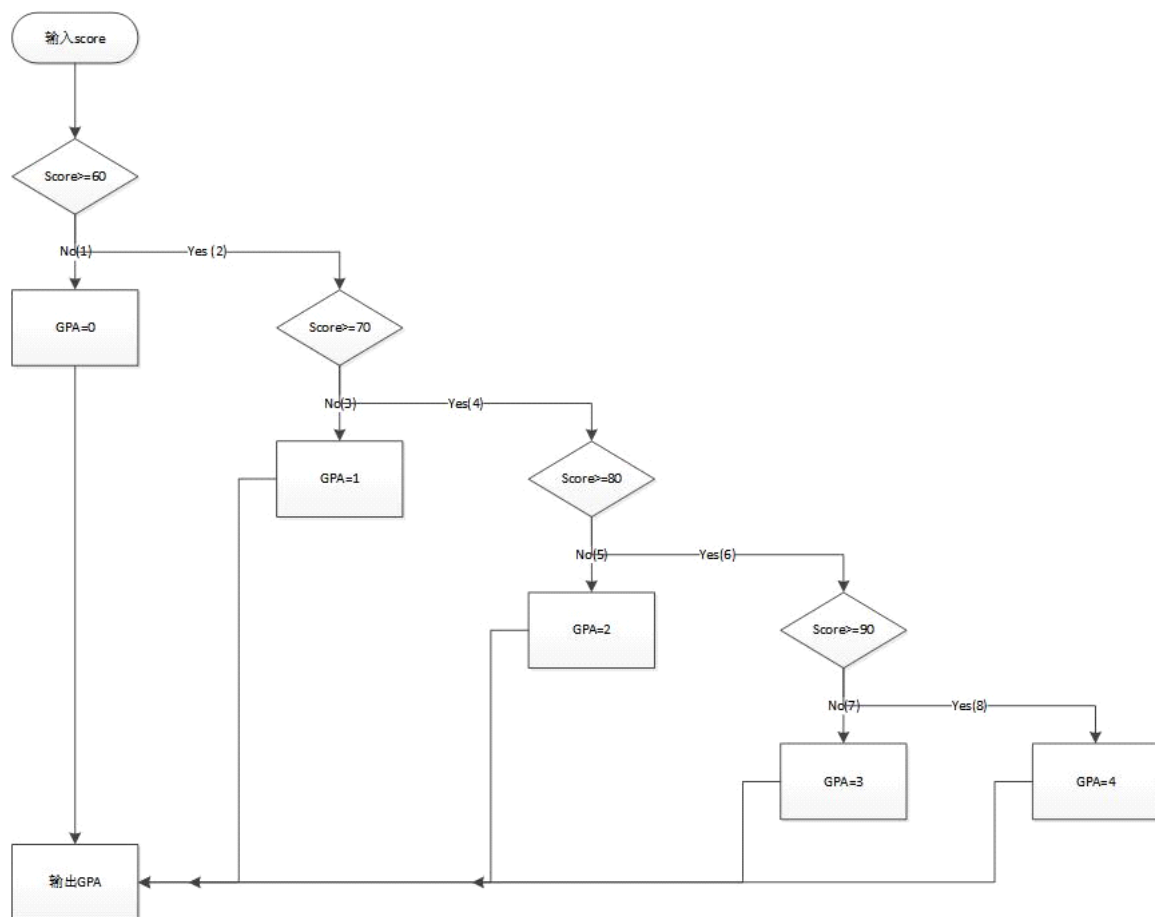 输入score
Score>=60
No(1)
Yes (2)
GPA=0
Score>=70
No(3)
Yes(4)
GPA=1
Score>=80
No(5)
Yes(6)
GPA=2
Score>=90
No(7)
Yes(8)
GPA=3
GPA=4
输出GPA